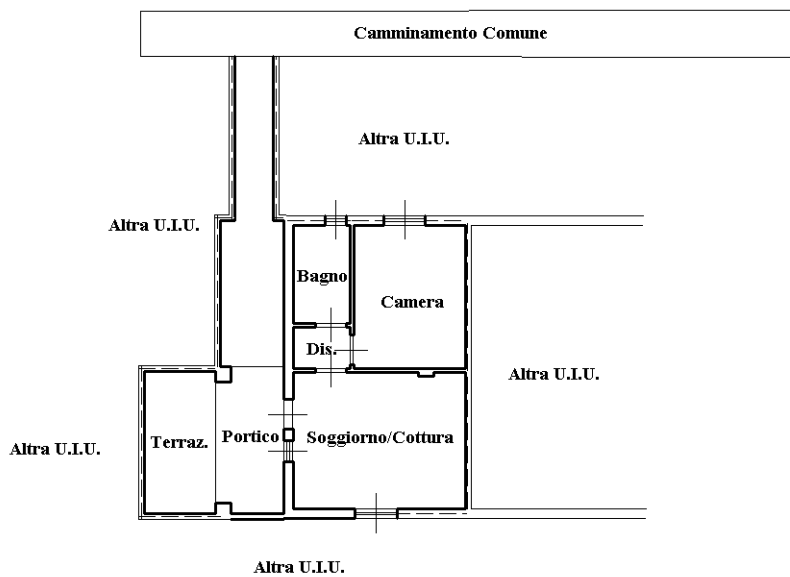 Camminamento Comune
Altra U.I.U.
Altra U.I.U.
Bagno
Camera
Dis.
Altra U.I.U.
Terraz.
Portico
Soggiorno/Cottura
Altra U.I.U.
Altra U.I.U.